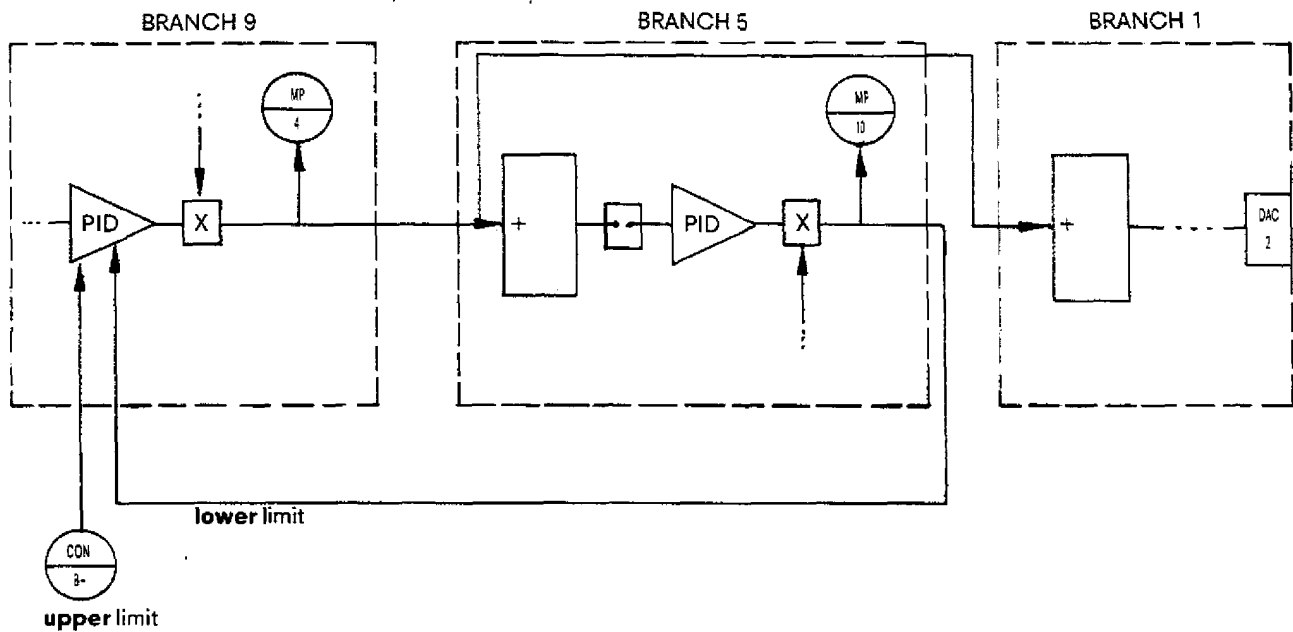 BRANCH 9
BRANCH 5
BRANCH 1
MP
4
MP
10
PID
X
+
PID
X
+
DAC
2
lower limit
CON
B-
upper limit